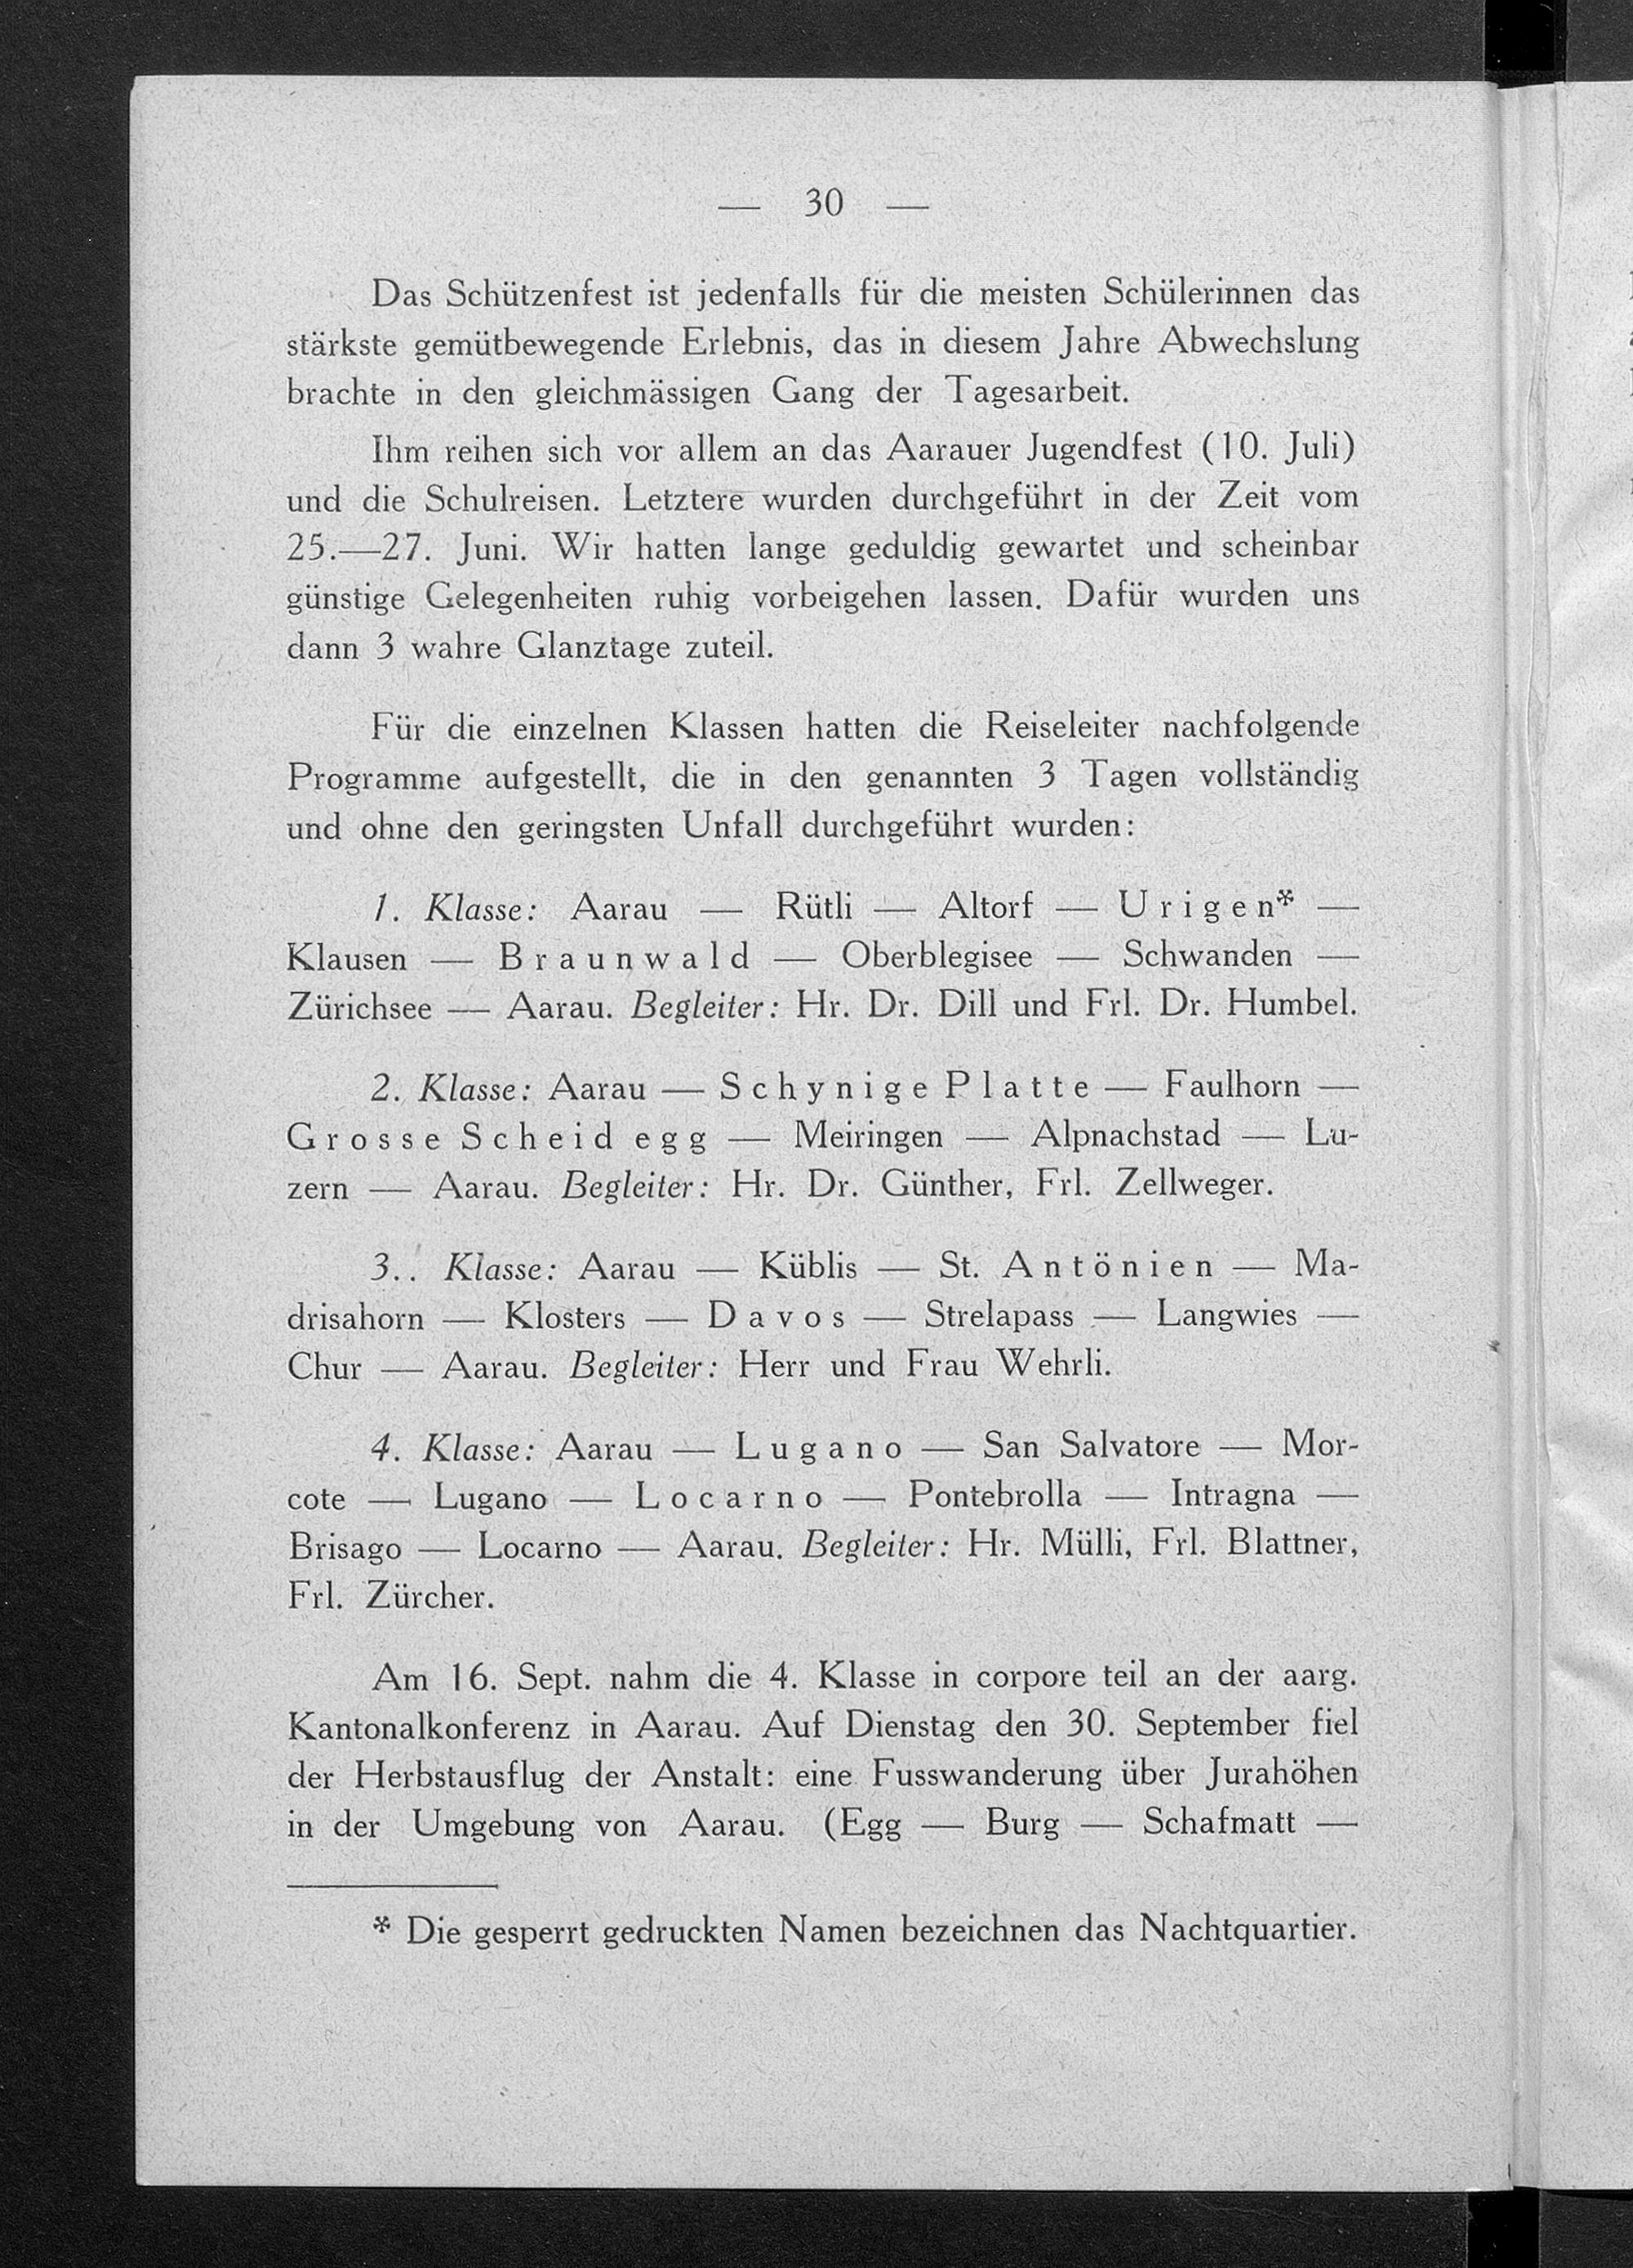 — 30 —
Das Schützenfest ist jedenfalls für die meisten Schülerinnen das
stärkste gemütbewegende Erlebnis, das in diesem Jahre Abwechslung
brachte in den gleichmässigen Gang der Tagesarbeit.
Ihm reihen sich vor allem an das Aarauer Jugendfest (10. Juli)
und die Schulreisen. Letztere wurden durchgeführt in der Zeit vom
25.—27. Juni. Wir hatten lange geduldig gewartet und scheinbar
günstige Gelegenheiten ruhig vorbeigehen lassen. Dafür wurden uns
dann 3 wahre Glanztage zuteil.
Für die einzelnen Klassen hatten die Reiseleiter nachfolgende
Programme aufgestellt, die in den genannten 3 Tagen vollständig
und ohne den geringsten Unfall durchgeführt wurden:
1. Klasse: Aarau — Rütli — Altorf — U r i g e n* —
Klausen — B r a u n w a l d — Oberblegisee — Schwanden —
Zürichsee — Aarau. Begleiter: Hr. Dr. Dill und Frl. Dr. Humbel.
2. Klasse: Aarau — S c h y n i g e P l a t t e — Faulhorn —
G r o s s e S c h e i d e g g — Meiringen — Alpnachstad — Lu-
zern — Aarau. Begleiter: Hr. Dr. Günther, Frl. Zellweger.
3.. Klasse: Aarau — Küblis — St. A n t ö n i e n — Ma-
drisahorn — Klosters — D a v o s — Strelapass — Langwies —
Chur — Aarau. Begleiter: Herr und Frau Wehrli.
4. Klasse: Aarau — L u g a n o — San Salvatore — Mor-
cote — Lugano — L o c a r n o — Pontebrolla — Intragna —
Brisago — Locarno — Aarau. Begleiter: Hr. Mülli, Frl. Blattner,
Frl. Zürcher.
Am 16. Sept. nahm die 4. Klasse in corpore teil an der aarg.
Kantonalkonferenz in Aarau. Auf Dienstag den 30. September fiel
der Herbstausflug der Anstalt: eine Fusswanderung über Jurahöhen
in der Umgebung von Aarau. (Egg — Burg — Schafmatt —
* Die gesperrt gedruckten Namen bezeichnen das Nachtquartier.